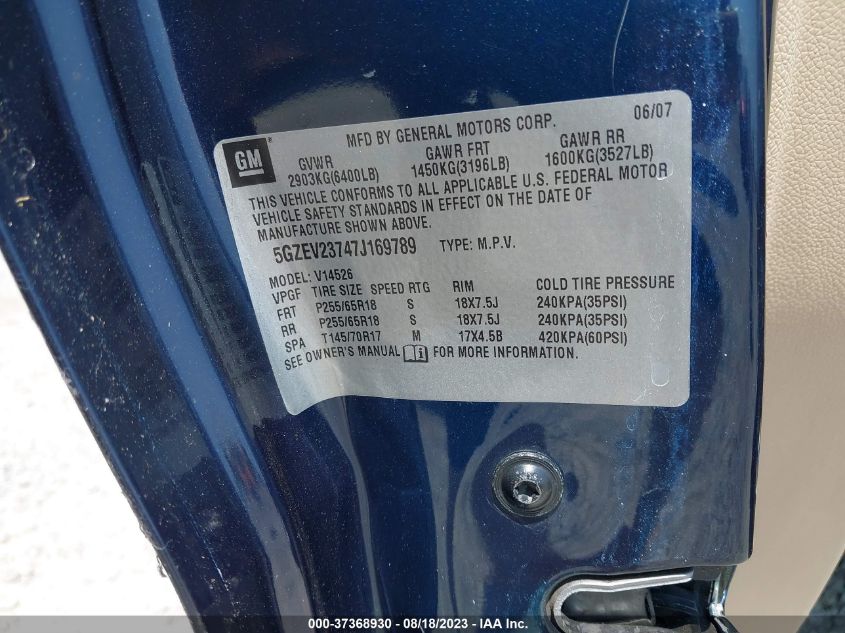 06/07
MFD BY GENERAL MOTORS CORP.
GM
GVWR GAWR FRT GAWR RR
2903KG(6400LB) 1450KG(3196LB) 1600KG(3527LB)
THIS VEHICLE CONFORMS TO ALL APPLICABLE U.S. FEDERAL MOTOR
VEHICLE SAFETY STANDARDS IN EFFECT ON THE DATE OF
MANUFACTURE SHOWN ABOVE.
5GZEV23747J169789 TYPE: M.P.V.
MODEL: V14526
VPGF TIRE SIZE SPEED RTG RIM COLD TIRE PRESSURE
FRT P255/65R18 S 18X7.5J 240KPA(35PSI)
RR P255/65R18 S 18X7.5J 240KPA(35PSI)
SPA T145/70R17 M 17X4.5B 420KPA(60PSI)
SEE OWNER'S MANUAL FOR MORE INFORMATION.
000-37368930 - 08/18/2023 - IAA Inc.